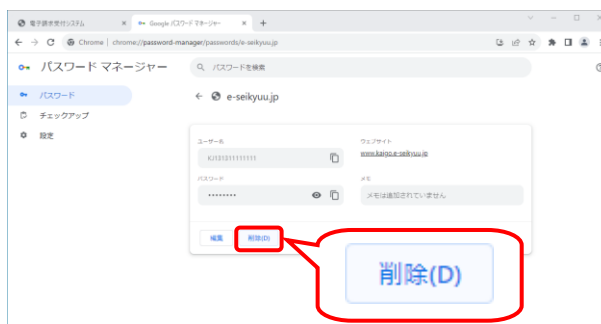 電子請求受付システム
Google パスワード マネージャー
Chrome | chrome://password-manager/passwords/e-seikyuu.jp
パスワード マネージャー
パスワードを検索
パスワード
e-seikyuu.jp
チェックアップ
設定
ユーザー名
ウェブサイト
www.kaigo.e-seikyuu.jp
パスワード
メモ
••••••••
メモは追加されていません
編集
削除(D)
削除(D)